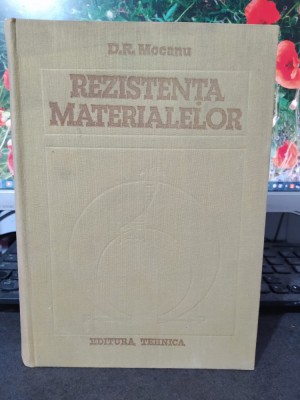 D.R. Mocanu
REZISTENȚA
MATERIALELOR
EDITURA TEHNICA